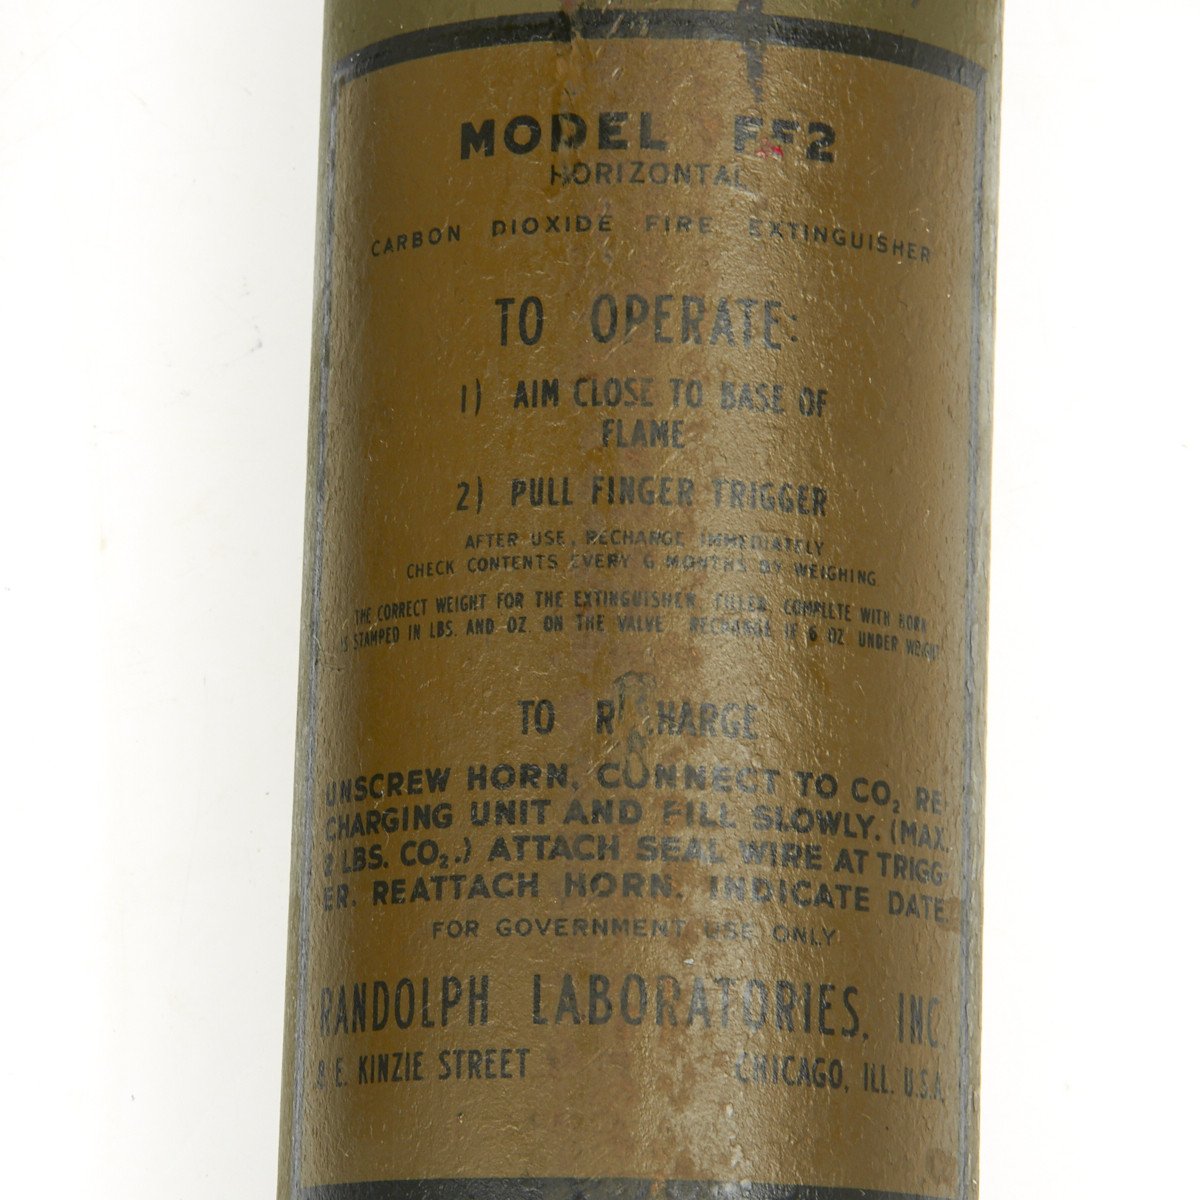 MODEL FF2
HORIZONTAL
CARBON DIOXIDE FIRE EXTINGUISHER
TO OPERATE:
1) AIM CLOSE TO BASE OF
FLAME
2) PULL FINGER TRIGGER
AFTER USE, RECHARGE IMMEDIATELY
CHECK CONTENTS EVERY 6 MONTHS BY WEIGHING
THE CORRECT WEIGHT FOR THE EXTINGUISHER, FILLED, COMPLETE WITH HORN
IS STAMPED IN LBS. AND OZ. ON THE VALVE RECHARGE IF 6 OZ. UNDER WEIGHT
TO RECHARGE
UNSCREW HORN, CONNECT TO CO₂ RE-
CHARGING UNIT AND FILL SLOWLY. (MAX.
2 LBS. CO₂.) ATTACH SEAL WIRE AT TRIGG-
ER. REATTACH HORN. INDICATE DATE.
FOR GOVERNMENT USE ONLY
RANDOLPH LABORATORIES, INC.
8 E. KINZIE STREET CHICAGO, ILL. U.S.A.